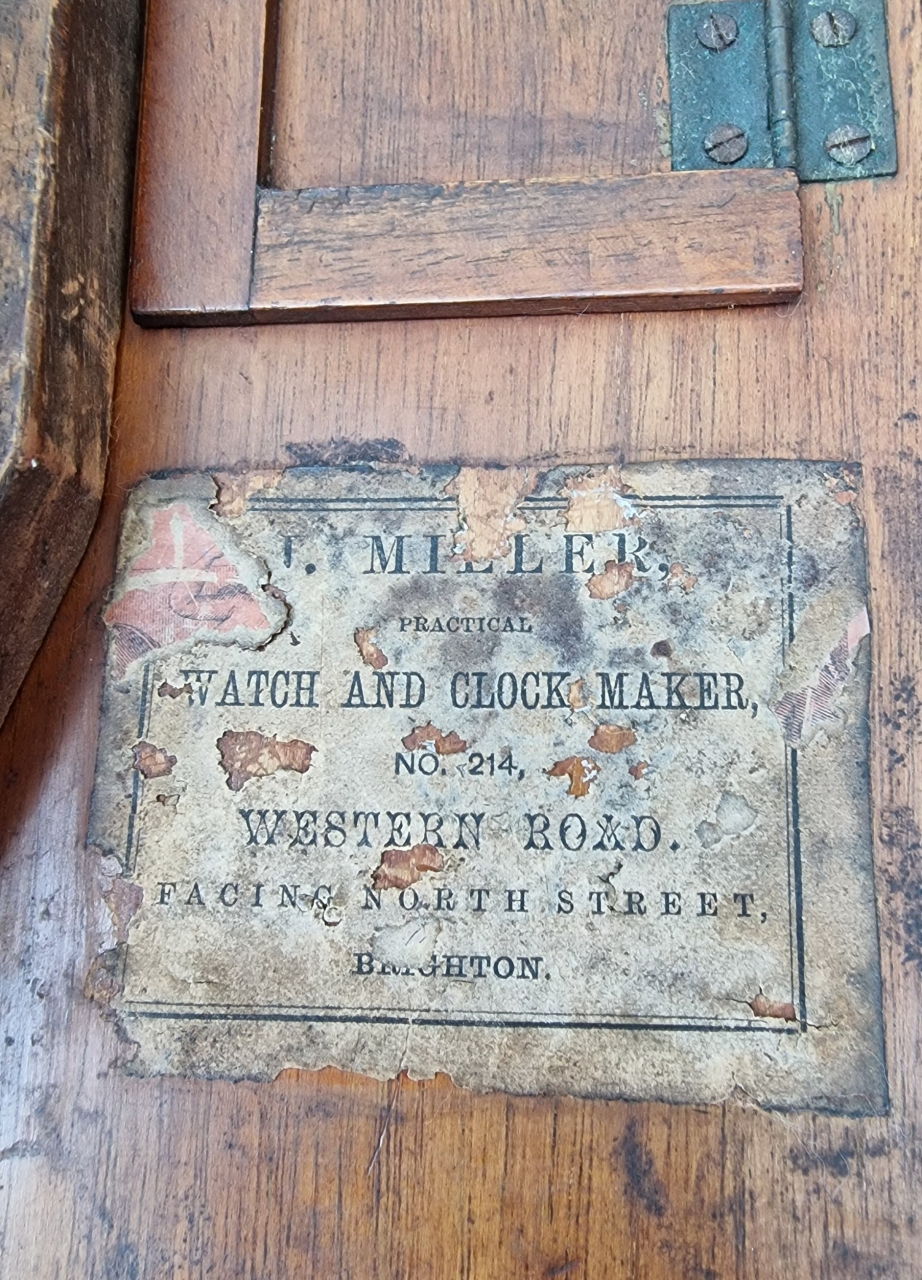 J. MILLER,
PRACTICAL
WATCH AND CLOCK MAKER,
NO. 214,
WESTERN ROAD.
FACING NORTH STREET,
BRIGHTON.